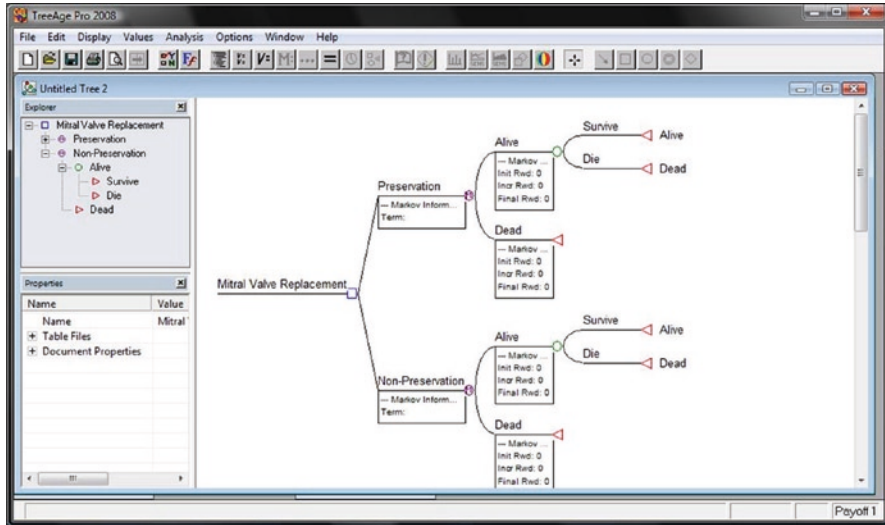 TreeAge Pro 2008
File Edit Display Values Analysis Options Window Help
Untitled Tree 2
Explorer
Mitral Valve Replacement
Preservation
Non-Preservation
Alive
Survive
Die
Dead
Properties
Name Value
Name Mitral
Table Files
Document Properties
Mitral Valve Replacement
Preservation
--- Markov Inform...
Term:
Alive
--- Markov ...
Init Rwd: 0
Incr Rwd: 0
Final Rwd: 0
Survive
Alive
Die
Dead
Dead
--- Markov ...
Init Rwd: 0
Incr Rwd: 0
Final Rwd: 0
Non-Preservation
--- Markov Inform...
Term:
Alive
--- Markov ...
Init Rwd: 0
Incr Rwd: 0
Final Rwd: 0
Survive
Alive
Die
Dead
Dead
--- Markov ...
Init Rwd: 0
Incr Rwd: 0
Final Rwd: 0
Payoff 1